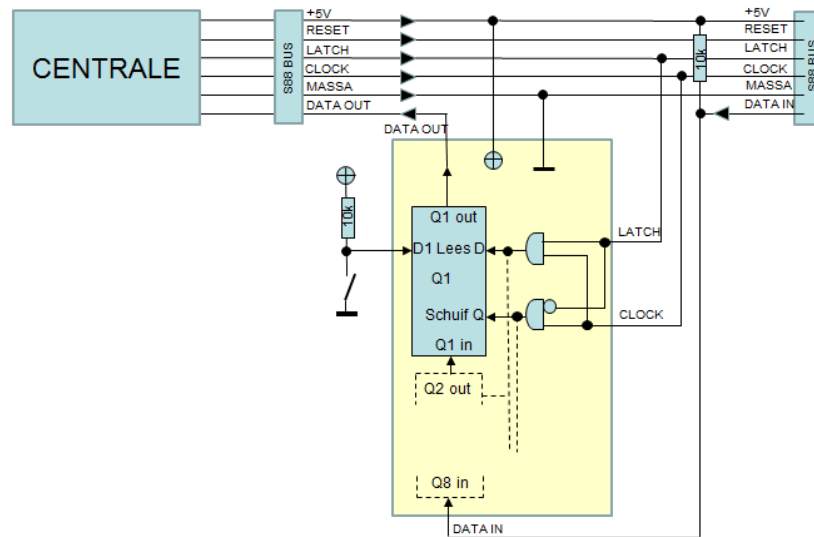 CENTRALE
S88 BUS
+5V
RESET
LATCH
CLOCK
MASSA
DATA OUT
DATA OUT
+5V
RESET
LATCH
CLOCK
MASSA
DATA IN
S88 BUS
10k
10k
Q1 out
D1 Lees D
Q1
Schuif Q
Q1 in
Q2 out
Q8 in
LATCH
CLOCK
DATA IN